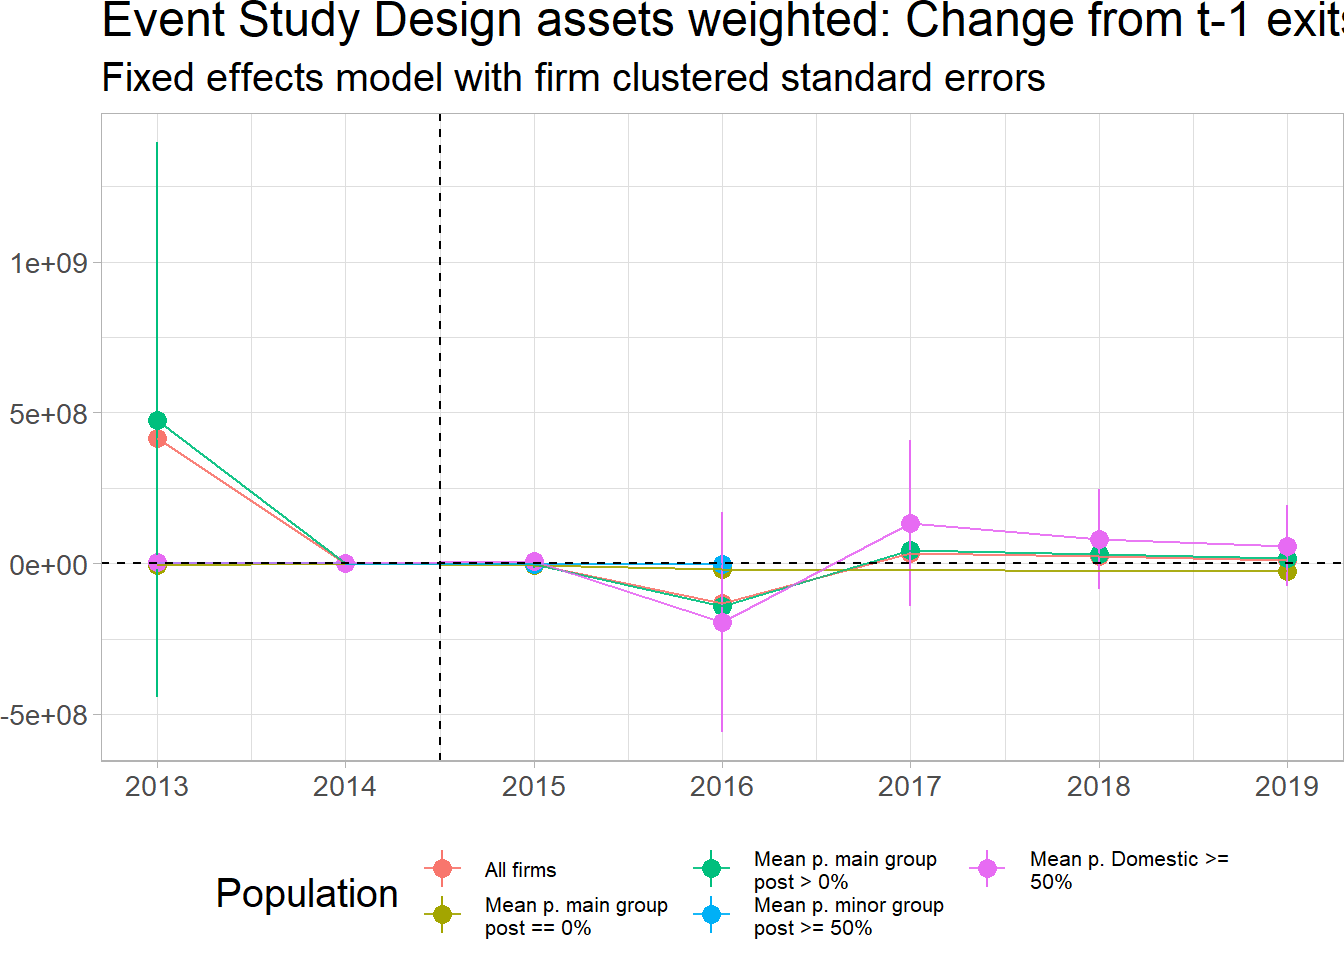 Event Study Design assets weighted: Change from t-1 exits
Fixed effects model with firm clustered standard errors
1e+09
5e+08
0e+00
-5e+08
2013 2014 2015 2016 2017 2018 2019
Population
All firms
Mean p. main group
post == 0%
Mean p. main group
post > 0%
Mean p. minor group
post >= 50%
Mean p. Domestic >=
50%